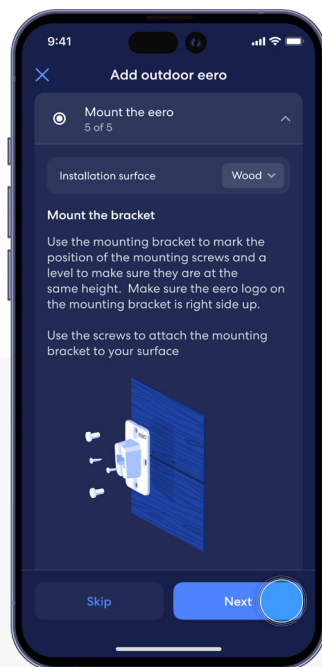 9:41
Add outdoor eero
Mount the eero
5 of 5
Installation surface
Wood
Mount the bracket
Use the mounting bracket to mark the
position of the mounting screws and a
level to make sure they are at the
same height. Make sure the eero logo on
the mounting bracket is right side up.
Use the screws to attach the mounting
bracket to your surface
eero
Skip
Next